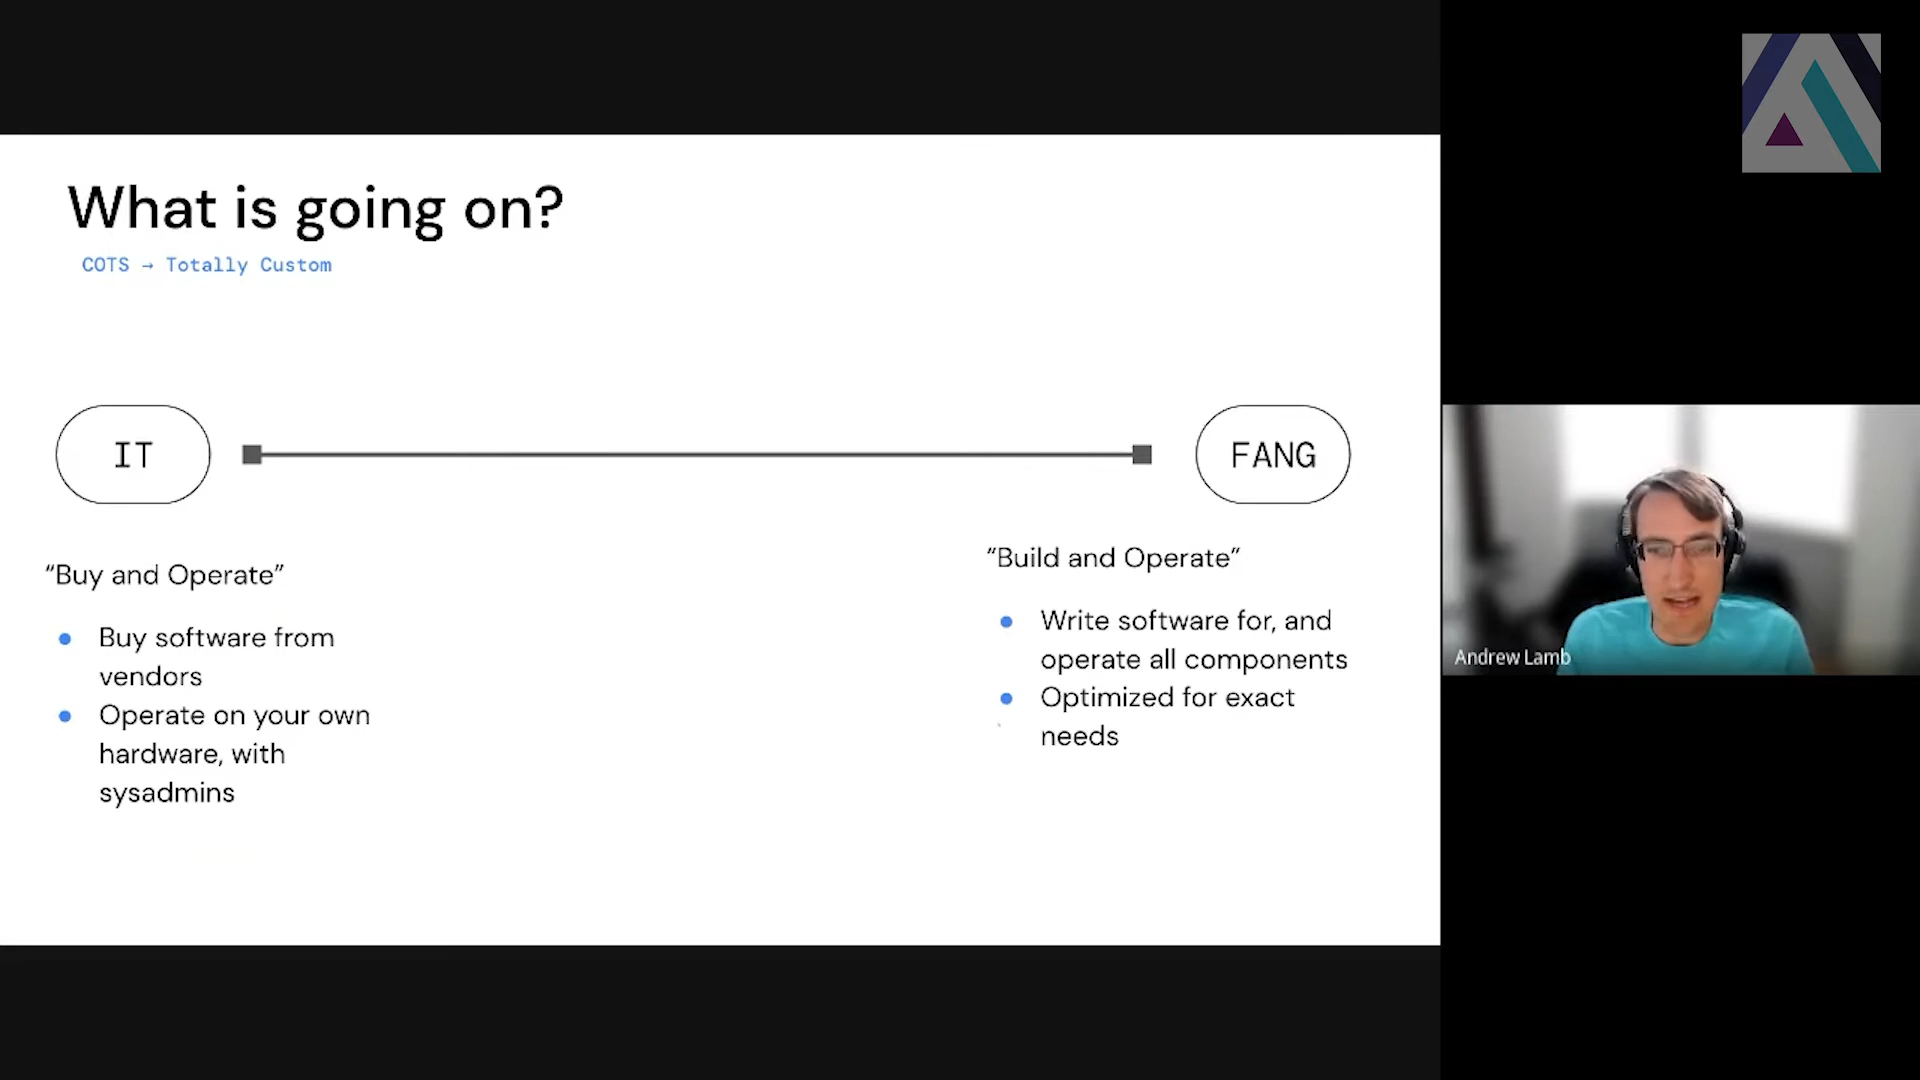 What is going on?
COTS → Totally Custom
IT
FANG
“Buy and Operate”
● Buy software from
vendors
● Operate on your own
hardware, with
sysadmins
“Build and Operate”
● Write software for, and
operate all components
● Optimized for exact
needs
Andrew Lamb